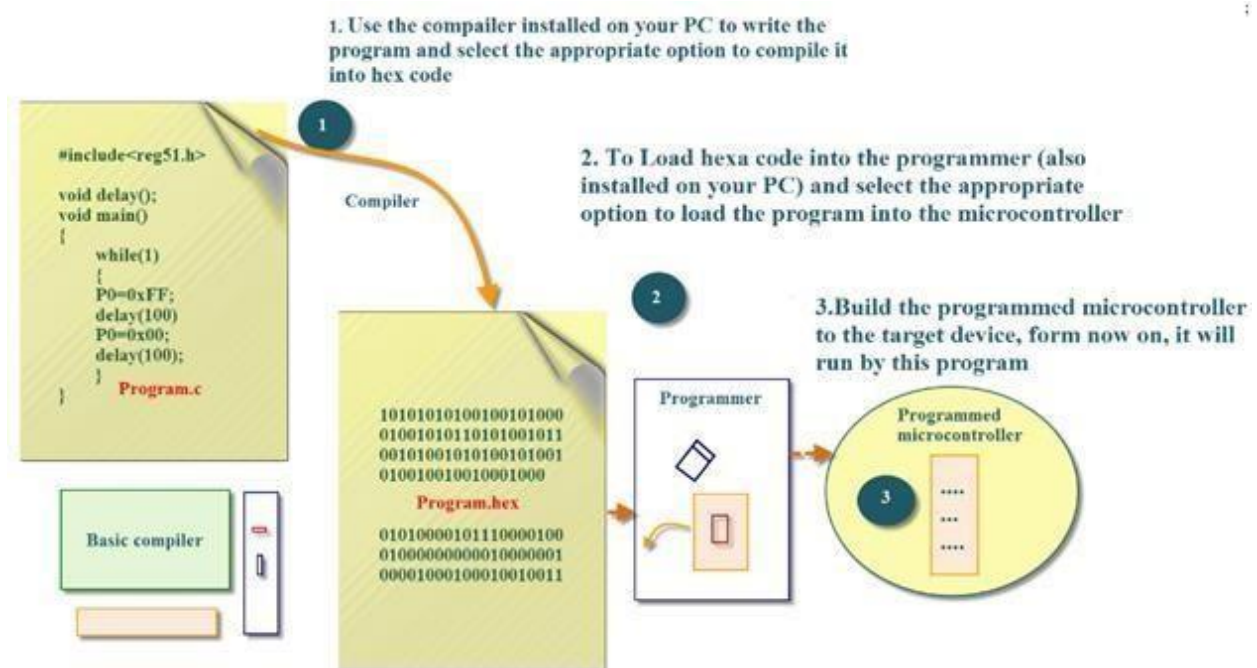 1. Use the compailer installed on your PC to write the
program and select the appropriate option to compile it
into hex code
1
#include<reg51.h>
void delay();
void main()
{
while(1)
{
P0=0xFF;
delay(100)
P0=0x00;
delay(100);
}
}
Program.c
Compiler
2. To Load hexa code into the programmer (also
installed on your PC) and select the appropriate
option to load the program into the microcontroller
2
3.Build the programmed microcontroller
to the target device, form now on, it will
run by this program
10101010100100101000
01001010110101001011
00101001010100101001
0100100100100010000
Program.hex
01010000101110000100
01000000000010000001
00001000100010010011
Programmer
Programmed
microcontroller
3
Basic compiler